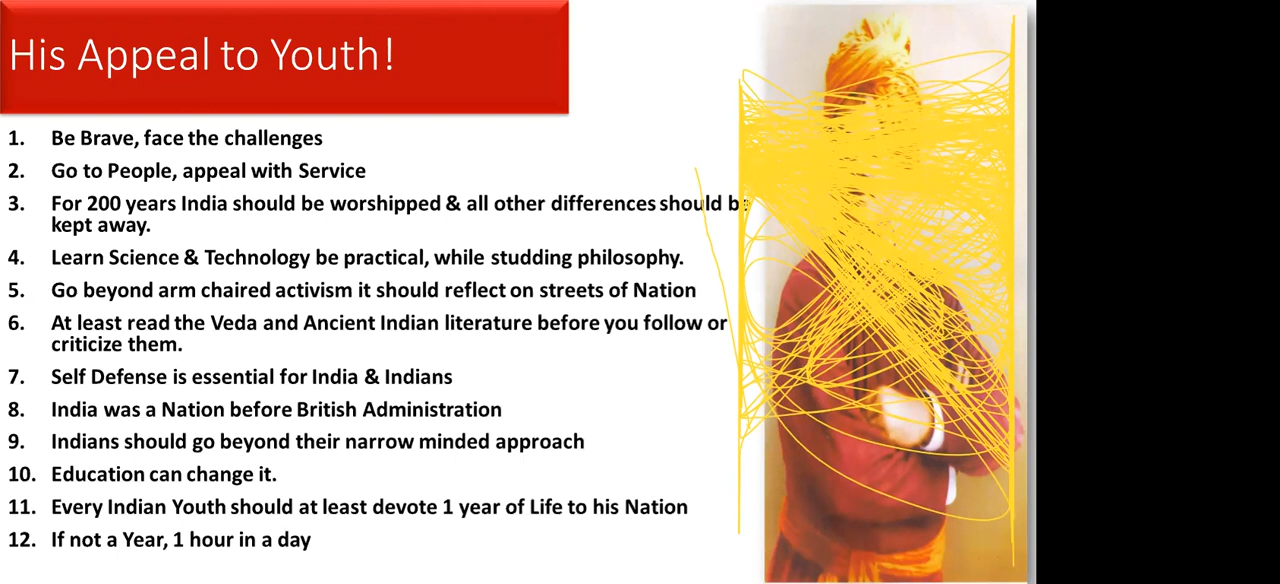 His Appeal to Youth!
1. Be Brave, face the challenges
2. Go to People, appeal with Service
3. For 200 years India should be worshipped & all other differences should be
kept away.
4. Learn Science & Technology be practical, while studding philosophy.
5. Go beyond arm chaired activism it should reflect on streets of Nation
6. At least read the Veda and Ancient Indian literature before you follow or
criticize them.
7. Self Defense is essential for India & Indians
8. India was a Nation before British Administration
9. Indians should go beyond their narrow minded approach
10. Education can change it.
11. Every Indian Youth should at least devote 1 year of Life to his Nation
12. If not a Year, 1 hour in a day